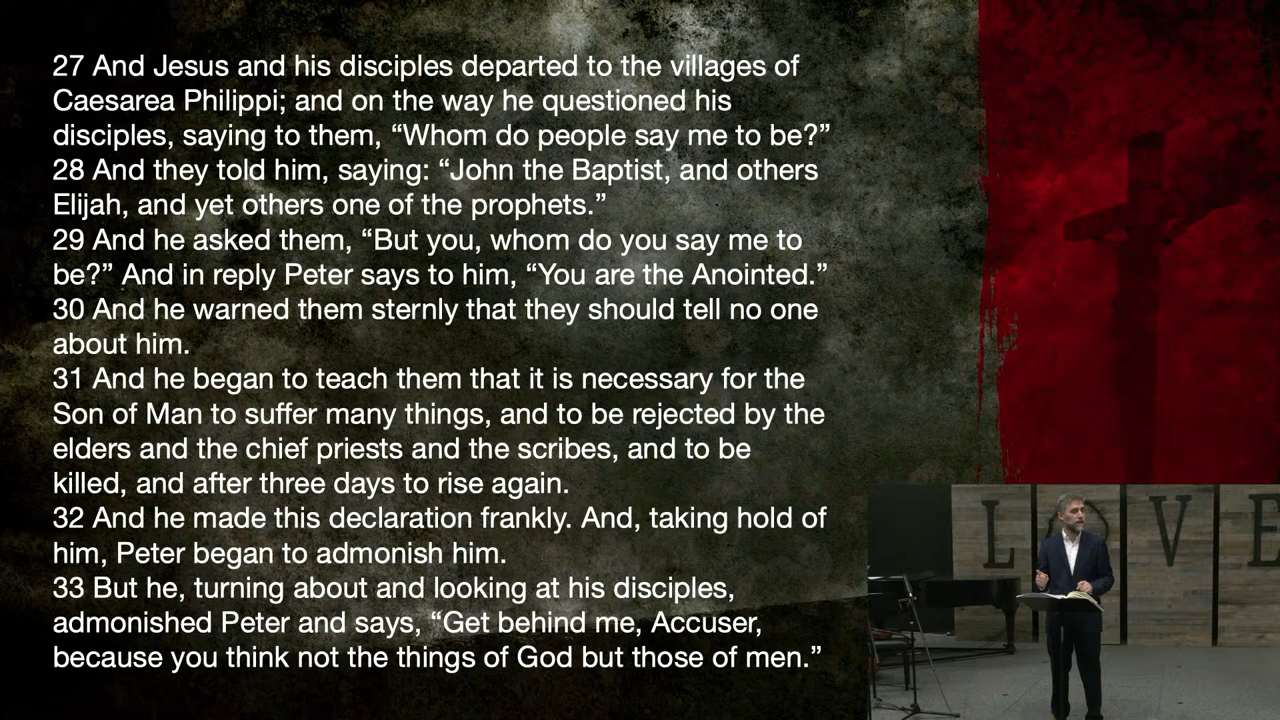 27 And Jesus and his disciples departed to the villages of
Caesarea Philippi; and on the way he questioned his
disciples, saying to them, “Whom do people say me to be?”
28 And they told him, saying: “John the Baptist, and others
Elijah, and yet others one of the prophets.”
29 And he asked them, “But you, whom do you say me to
be?” And in reply Peter says to him, “You are the Anointed.”
30 And he warned them sternly that they should tell no one
about him.
31 And he began to teach them that it is necessary for the
Son of Man to suffer many things, and to be rejected by the
elders and the chief priests and the scribes, and to be
killed, and after three days to rise again.
32 And he made this declaration frankly. And, taking hold of
him, Peter began to admonish him.
33 But he, turning about and looking at his disciples,
admonished Peter and says, “Get behind me, Accuser,
because you think not the things of God but those of men.”
LOVE